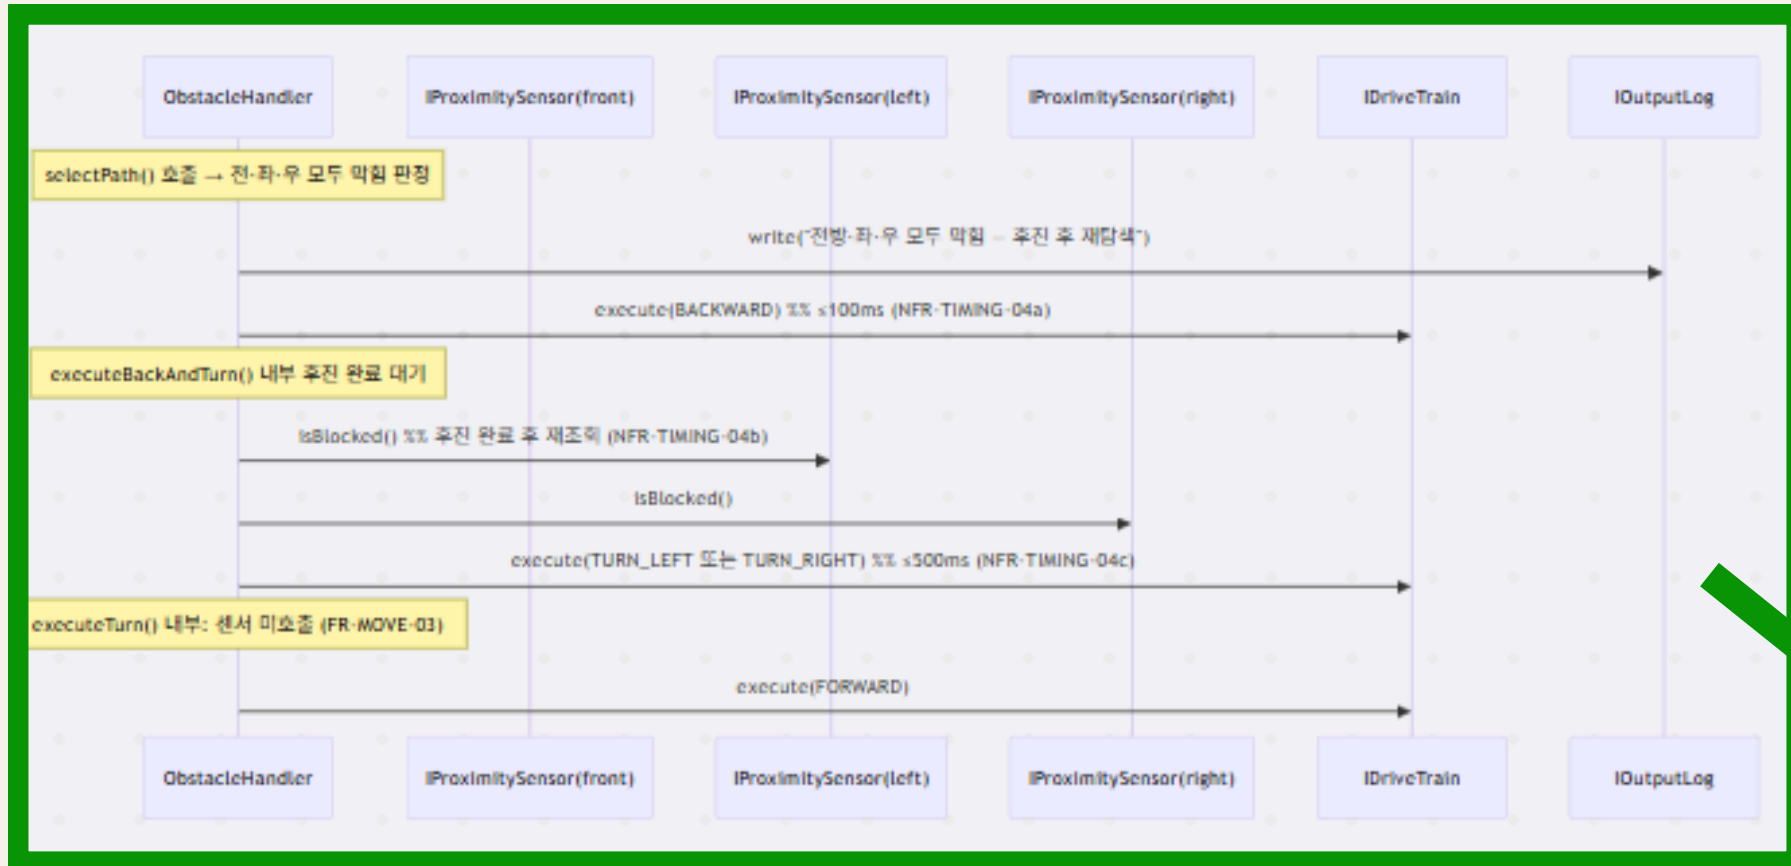 ObstacleHandler
IProximitySensor(front)
IProximitySensor(left)
IProximitySensor(right)
IDriveTrain
IOutputLog
selectPath() 호출 → 전·좌·우 모두 막힘 판정
write("전방·좌·우 모두 막힘 — 후진 후 재탐색")
execute(BACKWARD) %% ≤100ms (NFR-TIMING-04a)
executeBackAndTurn() 내부 후진 완료 대기
isBlocked() %% 후진 완료 후 재조회 (NFR-TIMING-04b)
isBlocked()
execute(TURN_LEFT 또는 TURN_RIGHT) %% ≤500ms (NFR-TIMING-04c)
executeTurn() 내부: 센서 미호출 (FR-MOVE-03)
execute(FORWARD)
ObstacleHandler
IProximitySensor(front)
IProximitySensor(left)
IProximitySensor(right)
IDriveTrain
IOutputLog